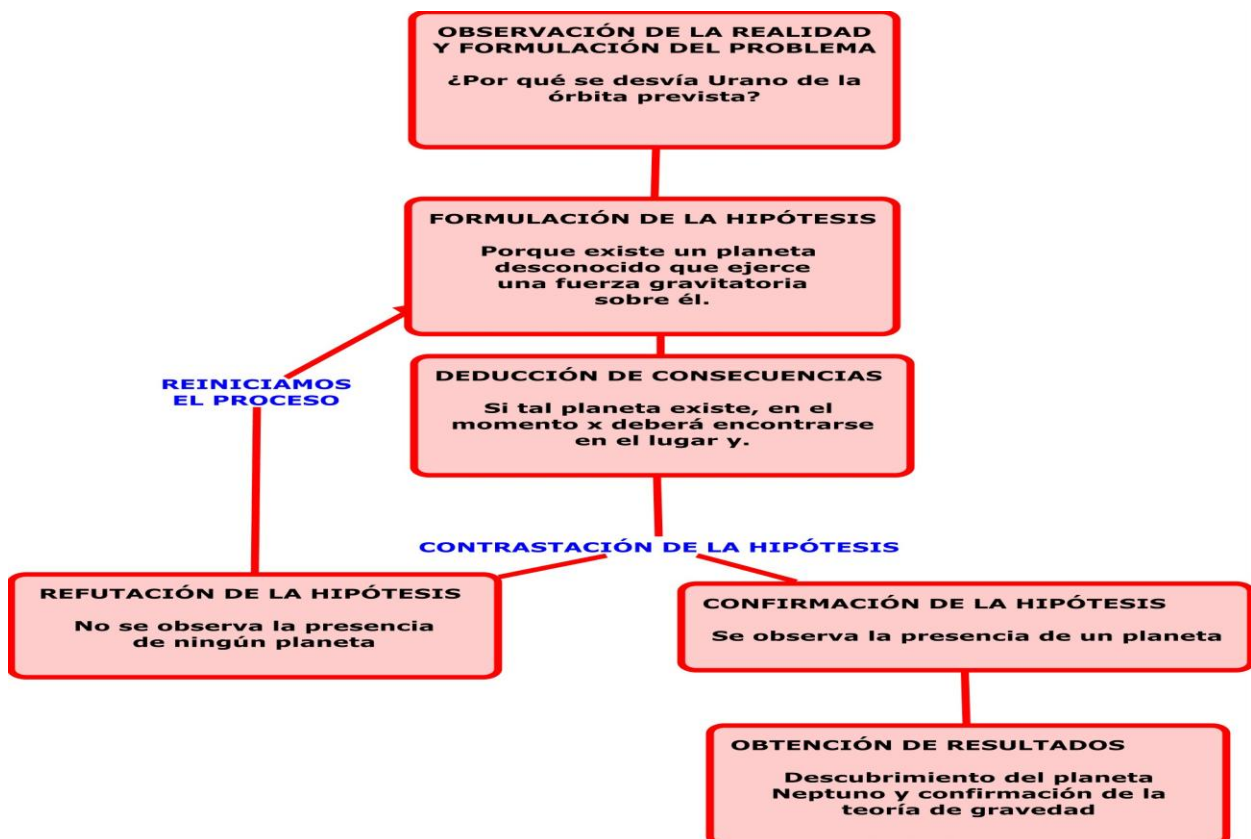 OBSERVACIÓN DE LA REALIDAD
Y FORMULACIÓN DEL PROBLEMA
¿Por qué se desvía Urano de la
órbita prevista?
FORMULACIÓN DE LA HIPÓTESIS
Porque existe un planeta
desconocido que ejerce
una fuerza gravitatoria
sobre él.
REINICIAMOS
EL PROCESO
DEDUCCIÓN DE CONSECUENCIAS
Si tal planeta existe, en el
momento x deberá encontrarse
en el lugar y.
CONTRASTACIÓN DE LA HIPÓTESIS
REFUTACIÓN DE LA HIPÓTESIS
No se observa la presencia
de ningún planeta
CONFIRMACIÓN DE LA HIPÓTESIS
Se observa la presencia de un planeta
OBTENCIÓN DE RESULTADOS
Descubrimiento del planeta
Neptuno y confirmación de la
teoría de gravedad